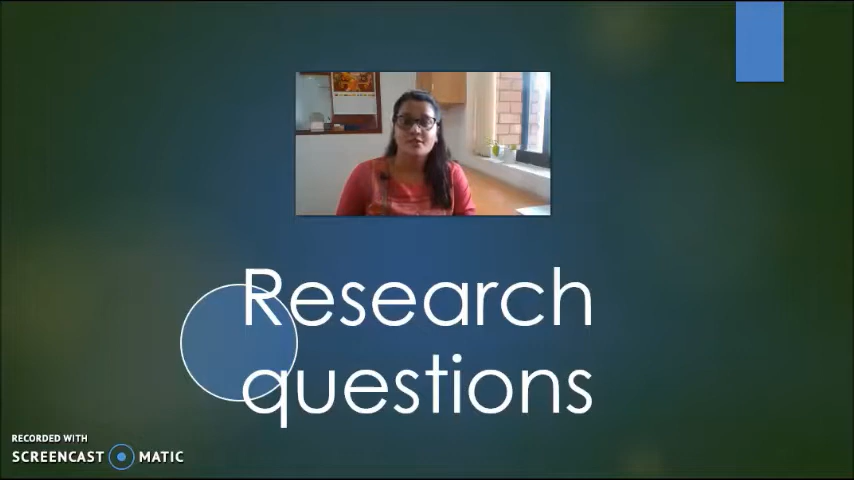 Research
questions
RECORDED WITH
SCREENCAST MATIC